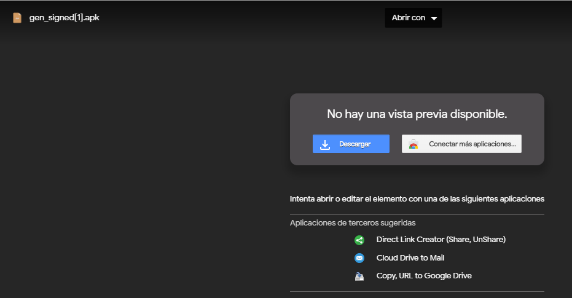 gen_signed[1].apk
Abrir con
No hay una vista previa disponible.
Descargar
Conectar más aplicaciones...
Intenta abrir o editar el elemento con una de las siguientes aplicaciones
Aplicaciones de terceros sugeridas
Direct Link Creator (Share, UnShare)
Cloud Drive to Mail
Copy, URL to Google Drive